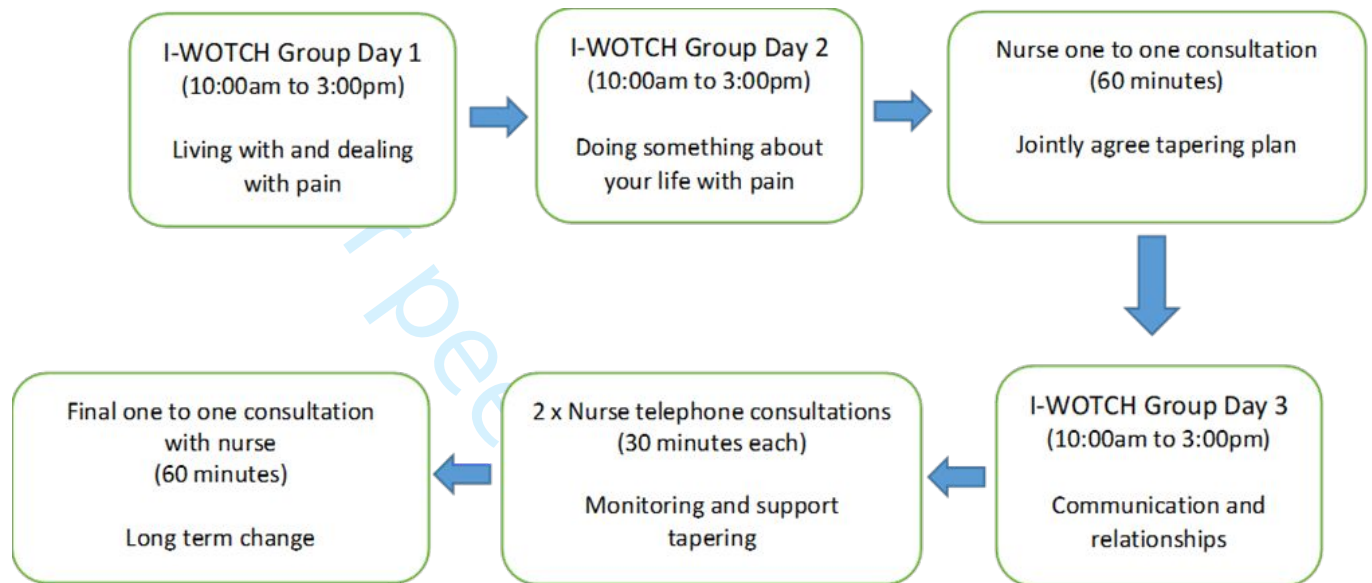 I-WOTCH Group Day 1
(10:00am to 3:00pm)
Living with and dealing
with pain
I-WOTCH Group Day 2
(10:00am to 3:00pm)
Doing something about
your life with pain
Nurse one to one consultation
(60 minutes)
Jointly agree tapering plan
I-WOTCH Group Day 3
(10:00am to 3:00pm)
Communication and
relationships
2 x Nurse telephone consultations
(30 minutes each)
Monitoring and support
tapering
Final one to one consultation
with nurse
(60 minutes)
Long term change
r pee